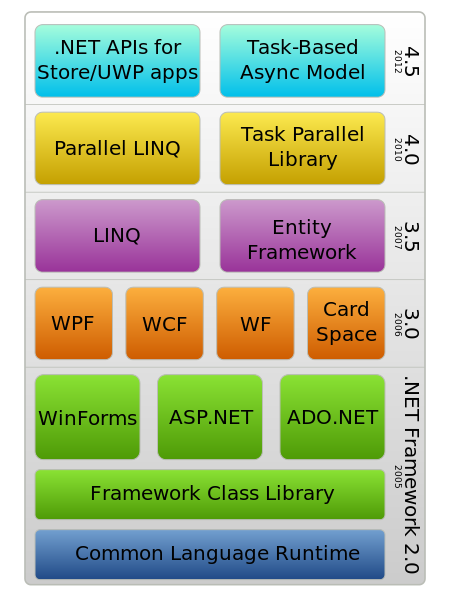 .NET APIs for
Store/UWP apps
Task-Based
Async Model
4.5
2012
Parallel LINQ
Task Parallel
Library
4.0
2010
LINQ
Entity
Framework
3.5
2007
WPF
WCF
WF
Card
Space
3.0
2006
WinForms
ASP.NET
ADO.NET
Framework Class Library
Common Language Runtime
.NET Framework 2.0
2005